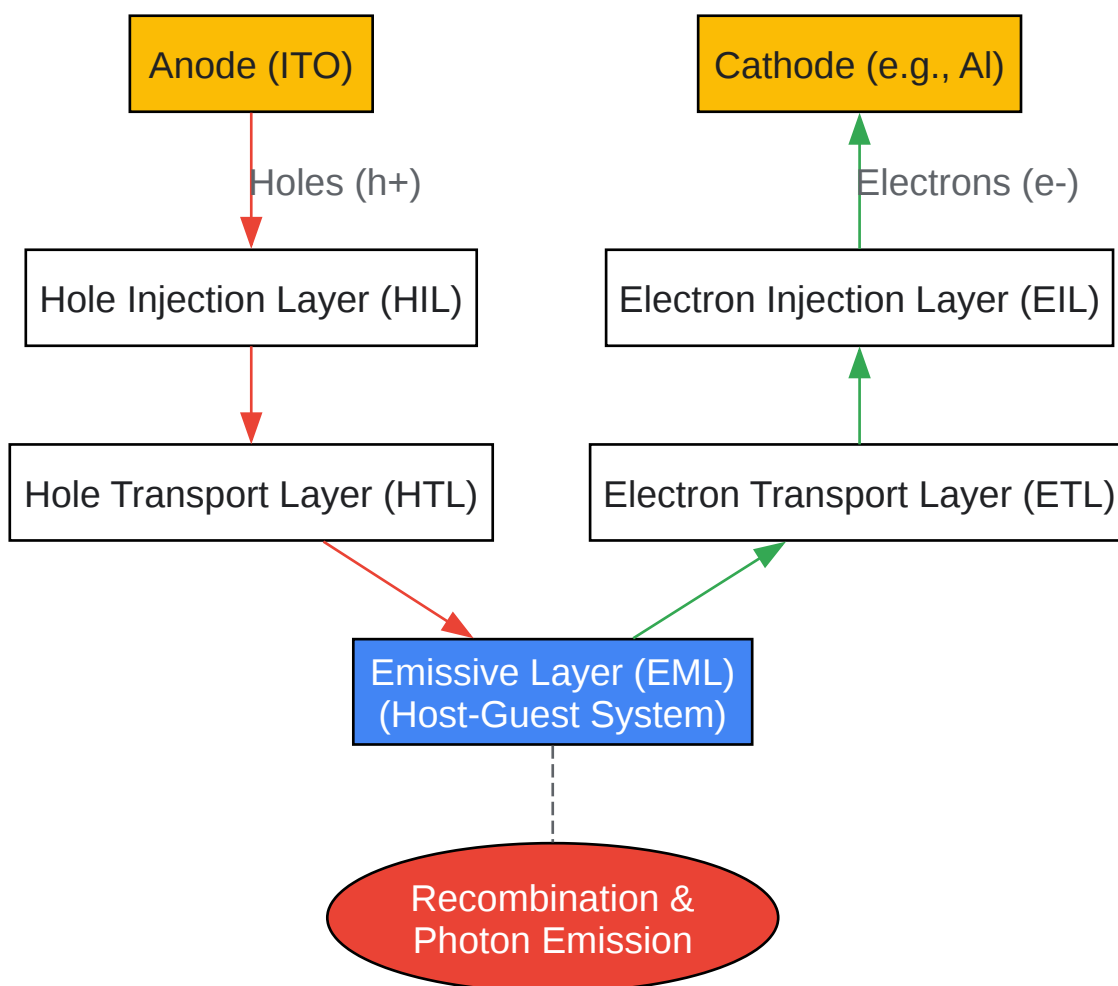 Anode (ITO)
Cathode (e.g., Al)
Holes (h+)
Electrons (e-)
Hole Injection Layer (HIL)
Electron Injection Layer (EIL)
Hole Transport Layer (HTL)
Electron Transport Layer (ETL)
Emissive Layer (EML)
(Host-Guest System)
Recombination &
Photon Emission